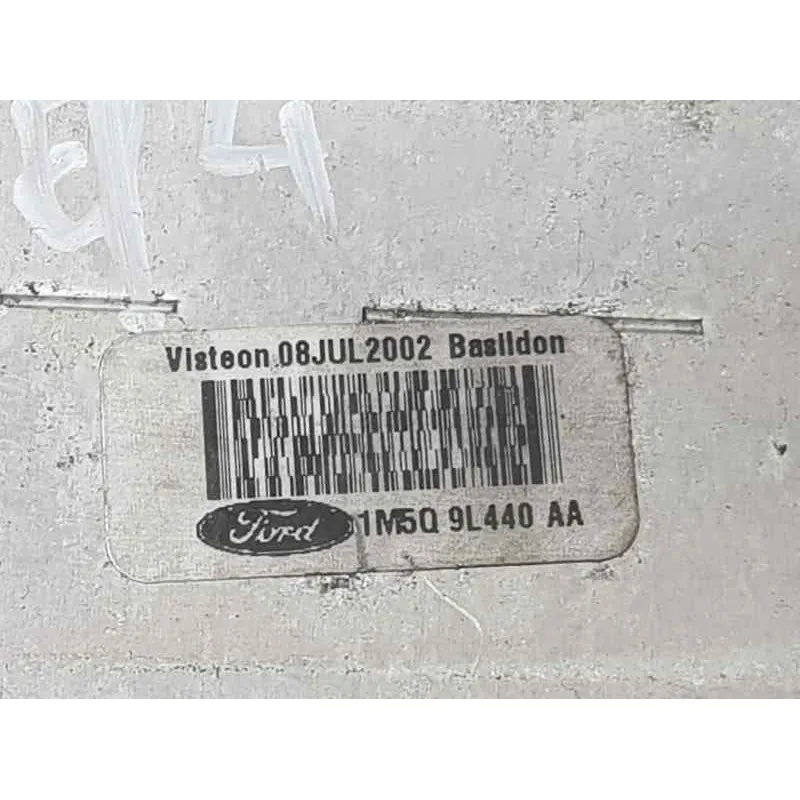 Visteon 08JUL2002 Basildon
Ford 1M5Q 9L440 AA